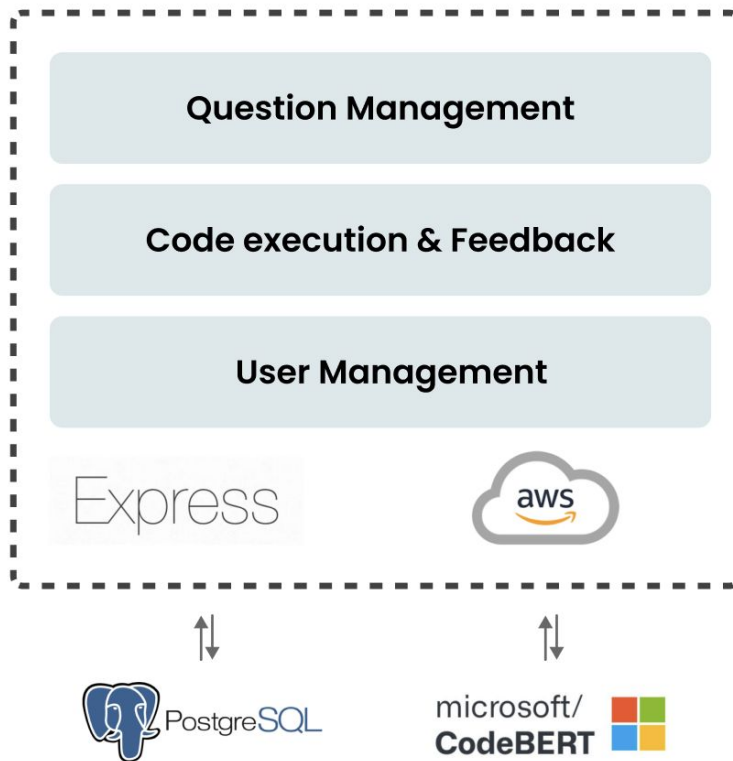 Question Management
Code execution & Feedback
User Management
Express
aws
PostgreSQL
microsoft/
CodeBERT